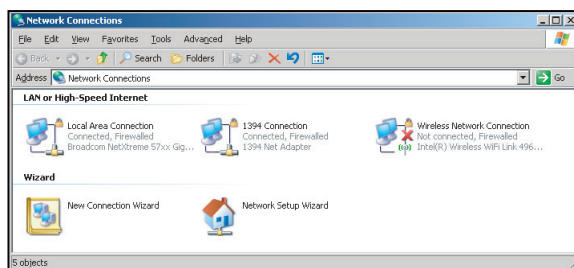 Network Connections
File Edit View Favorites Tools Advanced Help
Back Search Folders
Address Network Connections Go
LAN or High-Speed Internet
Local Area Connection
Connected, Firewalled
Broadcom NetXtreme 57xx Gig...
1394 Connection
Connected, Firewalled
1394 Net Adapter
Wireless Network Connection
Not connected, Firewalled
Intel(R) Wireless WiFi Link 496...
Wizard
New Connection Wizard
Network Setup Wizard
5 objects